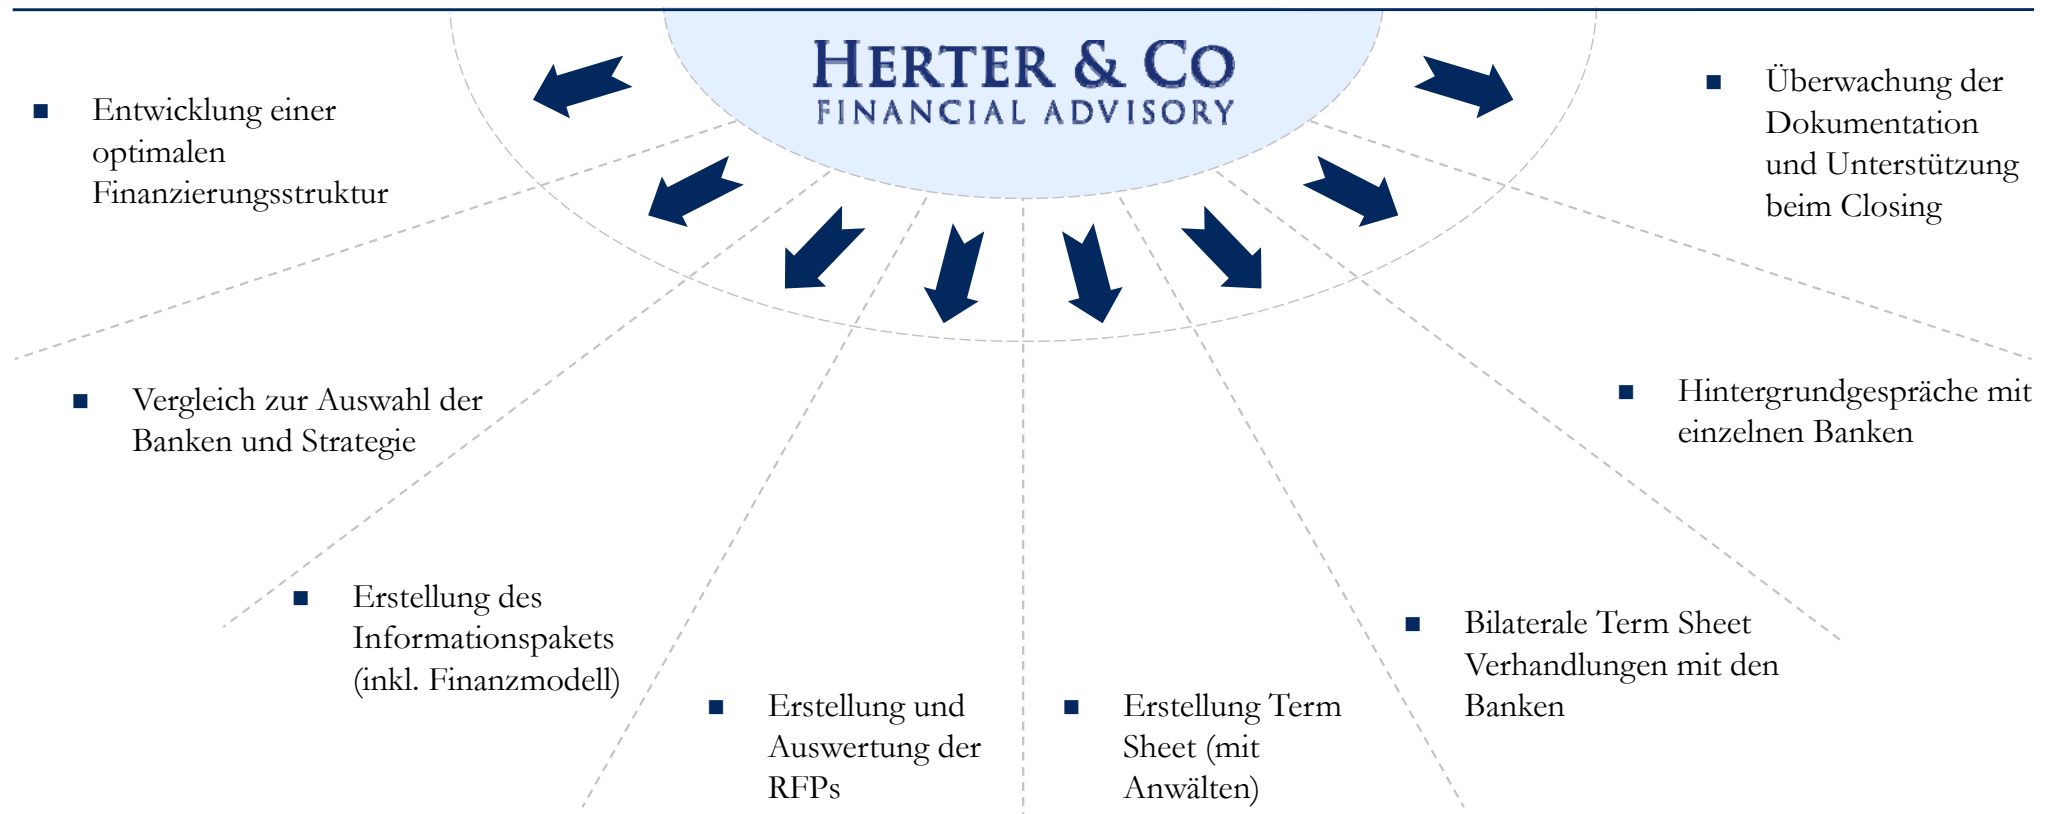 HERTER & CO
FINANCIAL ADVISORY
Entwicklung einer
optimalen
Finanzierungsstruktur
Vergleich zur Auswahl der
Banken und Strategie
Erstellung des
Informationspakets
(inkl. Finanzmodell)
Erstellung und
Auswertung der
RFPs
Erstellung Term
Sheet (mit
Anwälten)
Bilaterale Term Sheet
Verhandlungen mit den
Banken
Hintergrundgespräche mit
einzelnen Banken
Überwachung der
Dokumentation
und Unterstützung
beim Closing